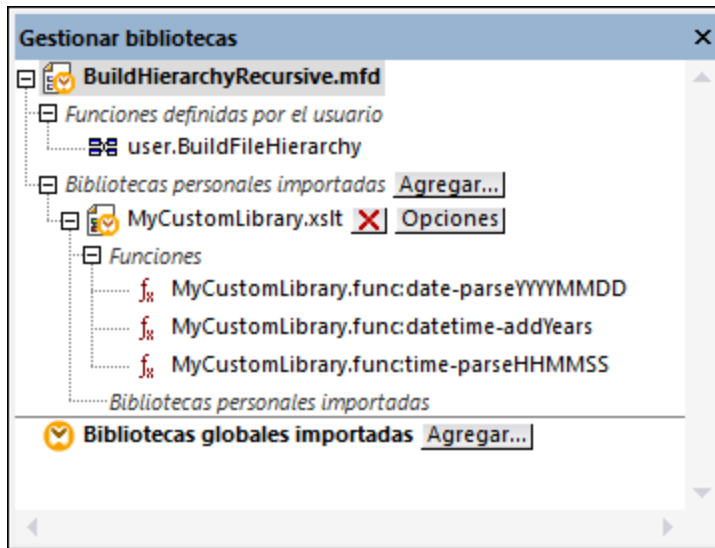 Gestionar bibliotecas
BuildHierarchyRecursive.mfd
Funciones definidas por el usuario
user.BuildFileHierarchy
Bibliotecas personales importadas Agregar...
MyCustomLibrary.xslt Opciones
Funciones
MyCustomLibrary.func:date-parseYYYYMMDD
MyCustomLibrary.func:datetime-addYears
MyCustomLibrary.func:time-parseHHMMSS
Bibliotecas personales importadas
Bibliotecas globales importadas Agregar...